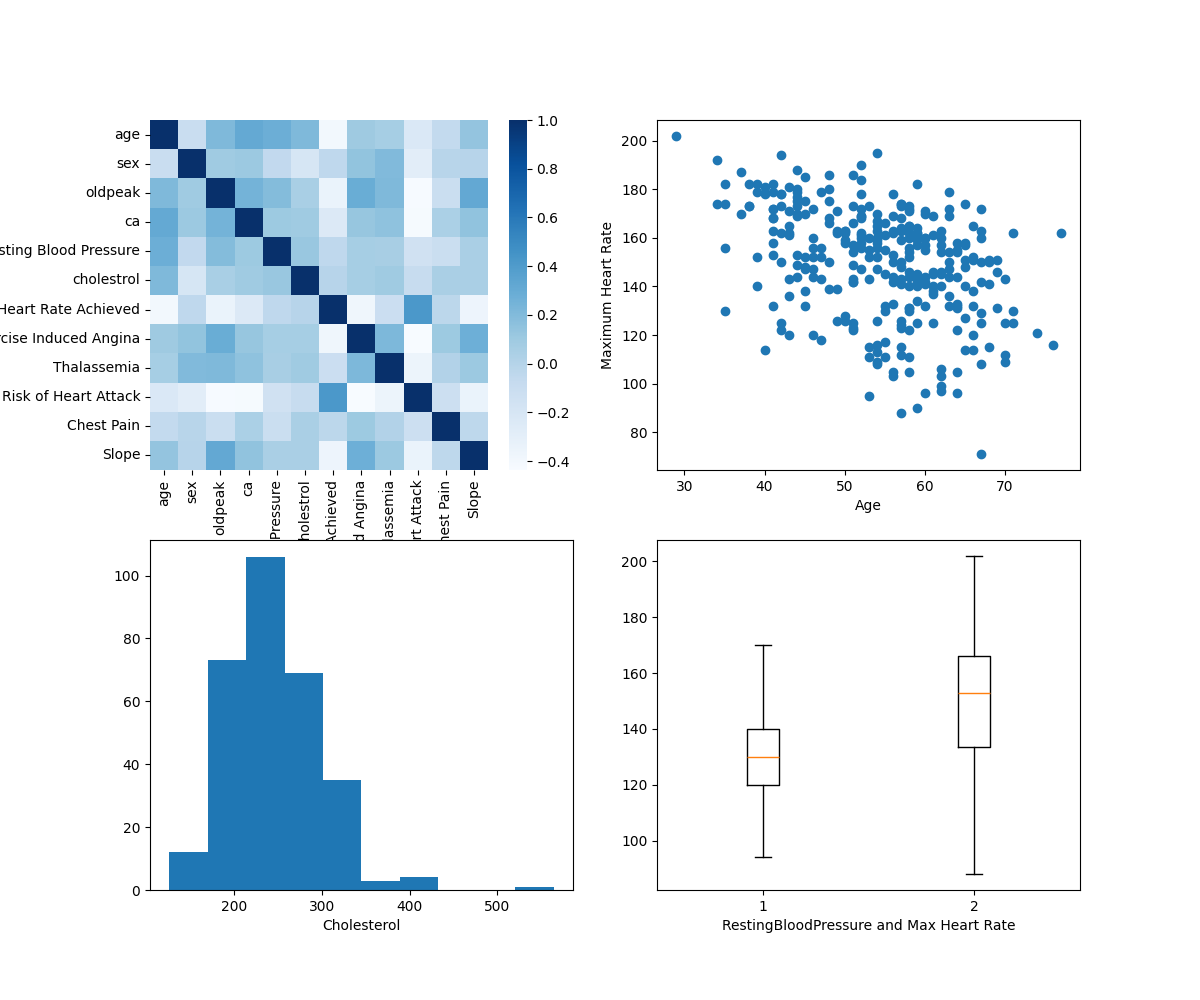 age
sex
oldpeak
ca
sting Blood Pressure
cholestrol
Heart Rate Achieved
rcise Induced Angina
Thalassemia
Risk of Heart Attack
Chest Pain
Slope
age
sex
oldpeak
ca
Pressure
holestrol
Achieved
d Angina
lassemia
rt Attack
nest Pain
Slope
1.0
0.8
0.6
0.4
0.2
0.0
−0.2
−0.4
Maximum Heart Rate
200
180
160
140
120
100
80
30 40 50 60 70
Age
100
80
60
40
20
0
200 300 400 500
Cholesterol
200
180
160
140
120
100
1 2
RestingBloodPressure and Max Heart Rate